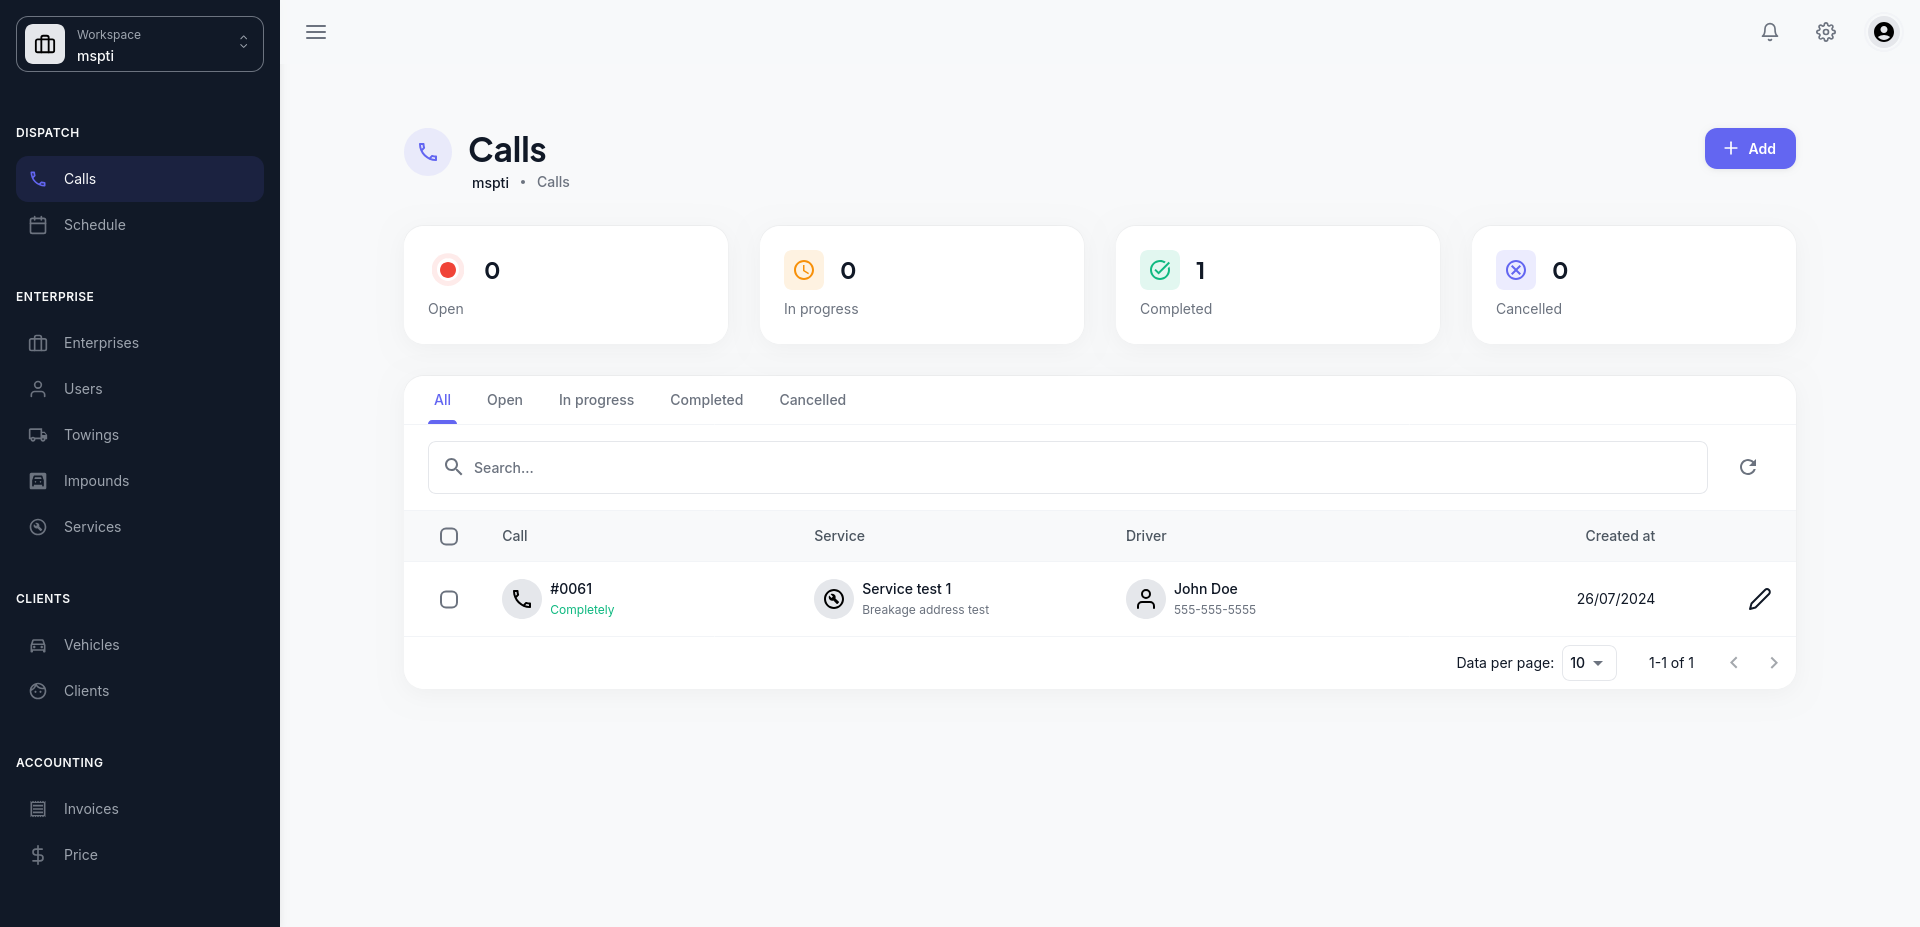 Workspace
mspti
DISPATCH
Calls
Schedule
ENTERPRISE
Enterprises
Users
Towings
Impounds
Services
CLIENTS
Vehicles
Clients
ACCOUNTING
Invoices
Price
Calls
mspti • Calls
Add
0
Open
0
In progress
1
Completed
0
Cancelled
All Open In progress Completed Cancelled
Search...
Call Service Driver Created at
#0061 Service test 1 John Doe 26/07/2024
Completely Breakage address test 555-555-5555
Data per page: 10 1-1 of 1